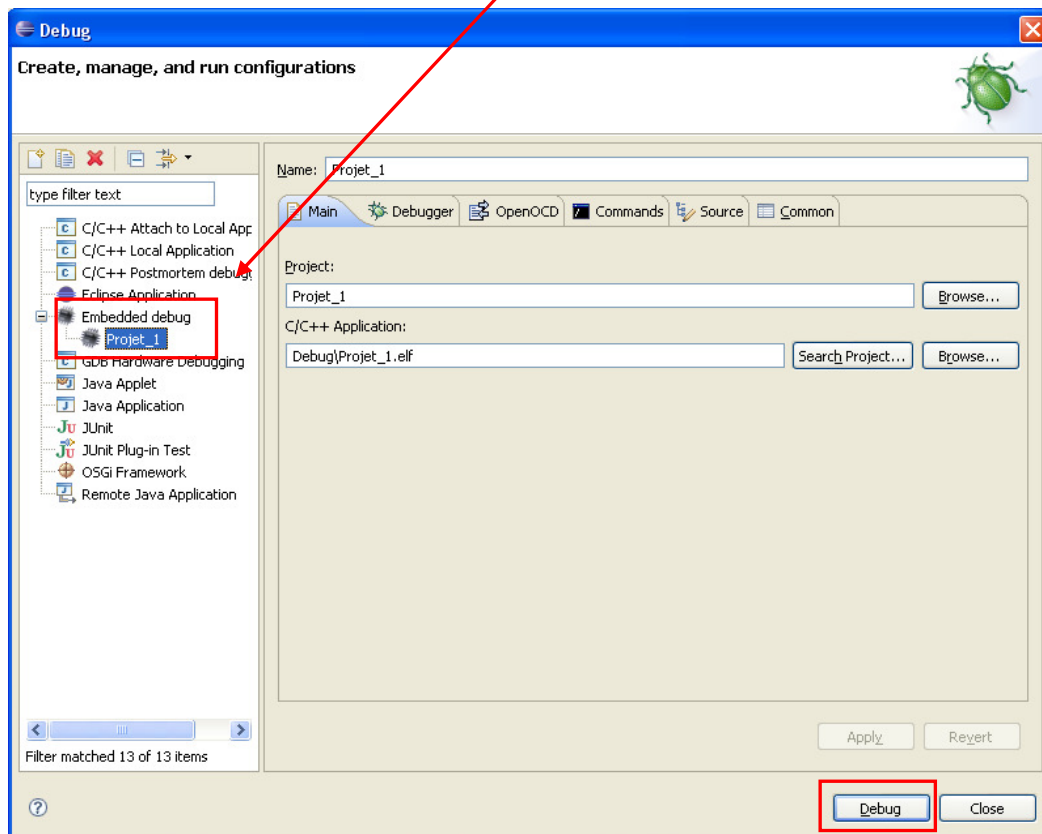 Debug
Create, manage, and run configurations
type filter text
C/C++ Attach to Local App
C/C++ Local Application
C/C++ Postmortem debug
Eclipse Application
Embedded debug
Projet_1
GDB Hardware Debugging
Java Applet
Java Application
JUnit
JUnit Plug-in Test
OSGi Framework
Remote Java Application
Filter matched 13 of 13 items
Name: Projet_1
Main Debugger OpenOCD Commands Source Common
Project:
Projet_1 Browse...
C/C++ Application:
Debug\Projet_1.elf Search Project... Browse...
Apply Revert
Debug Close